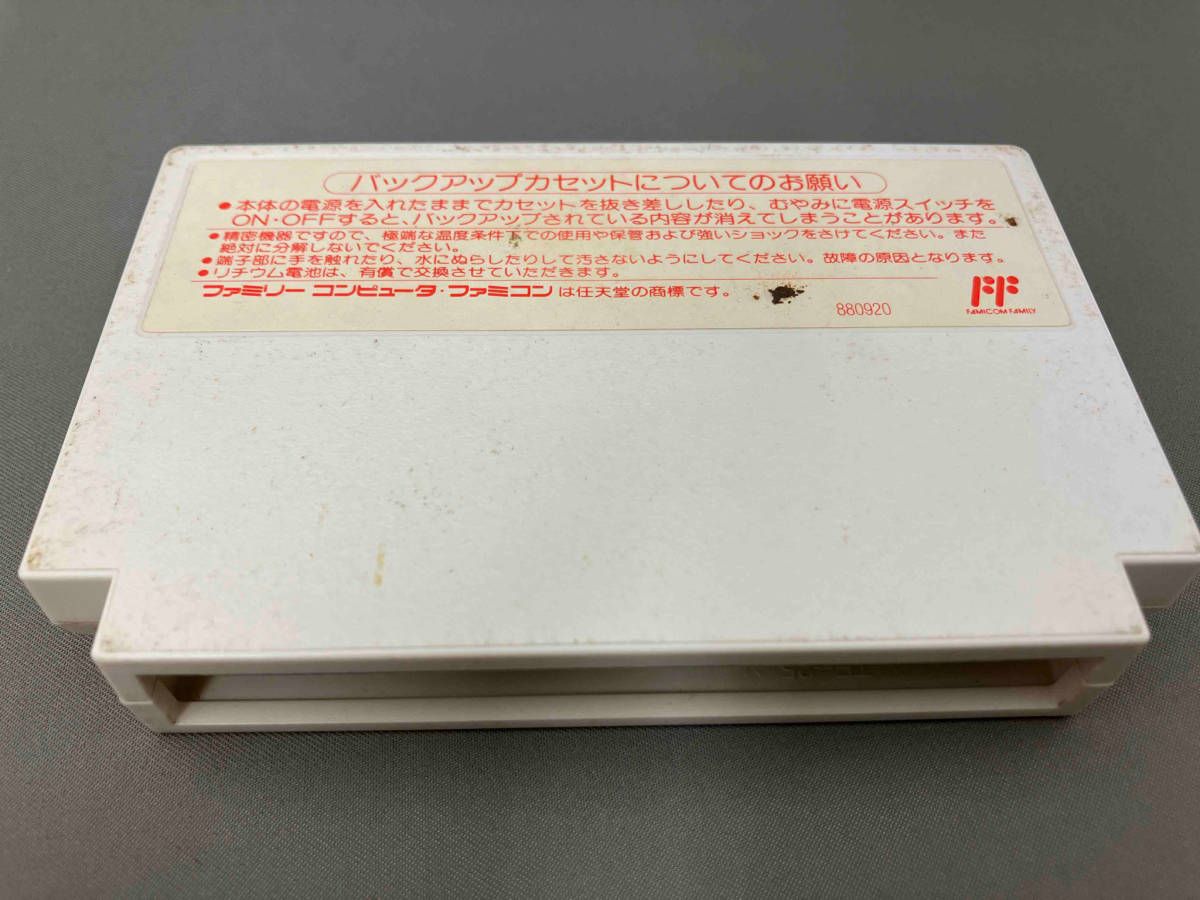 バックアップカセットについてのお願い
●本体の電源を入れたままでカセットを抜き差ししたり、むやみに電源スイッチを
ON・OFFすると、バックアップされている内容が消えてしまうことがあります。
●精密機器ですので、極端な温度条件下での使用や保管および強いショックをさけてください。また
絶対に分解しないでください。
●端子部に手を触れたり、水にぬらしたりして汚さないようにしてください。故障の原因となります。
●リチウム電池は、有償で交換させていただきます。
ファミリー コンピュータ・ファミコン は任天堂の商標です。
880920
FF
FAMICOM FAMILY